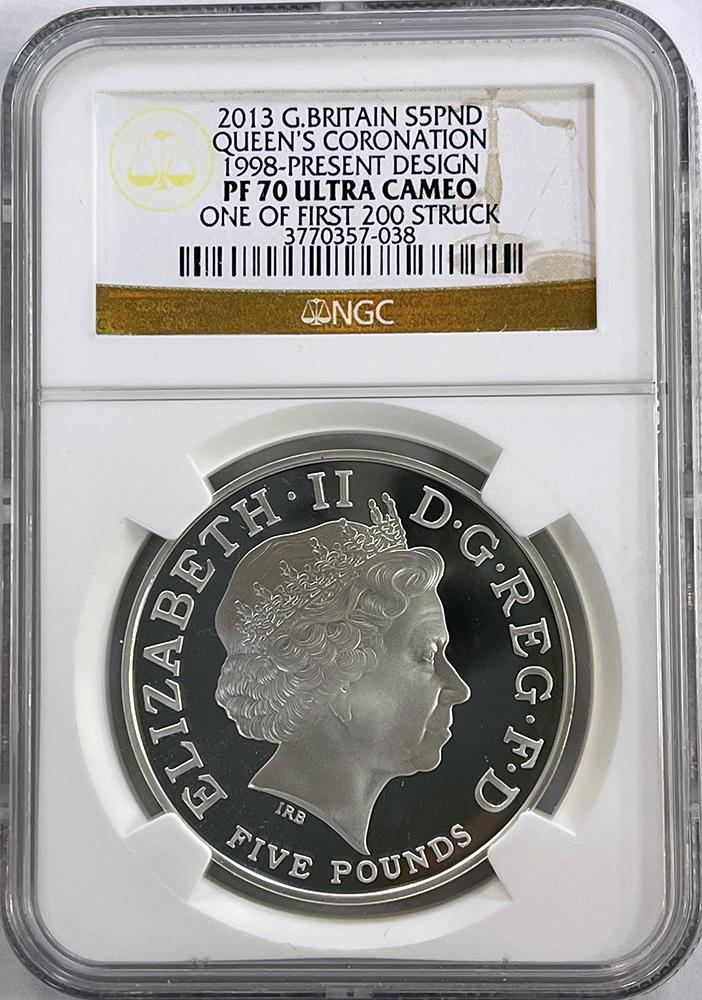 2013 G.BRITAIN S5PND
QUEEN'S CORONATION
1998-PRESENT DESIGN
PF 70 ULTRA CAMEO
ONE OF FIRST 200 STRUCK
3770357-038
NGC
ELIZABETH·II D·G·REG·F·D
IRB
FIVE POUNDS